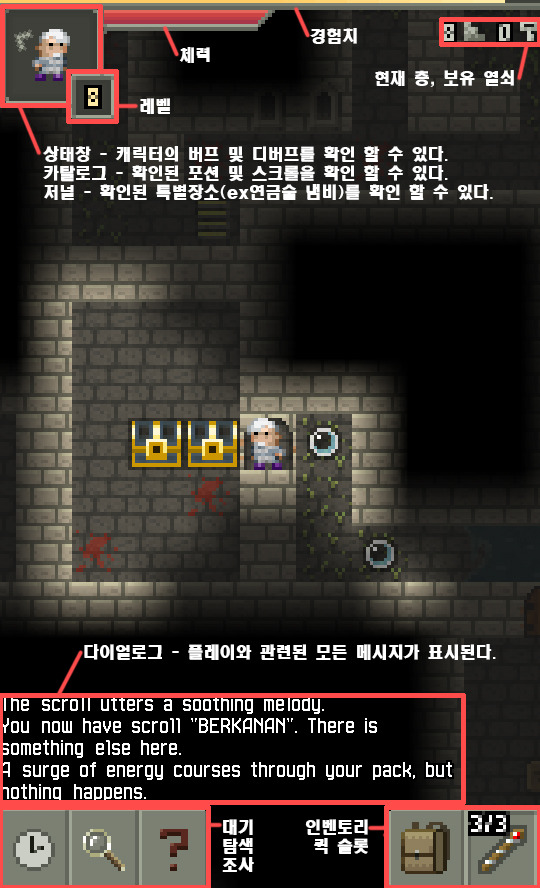 경험치
체력
8 0
현재 층, 보유 열쇠
8
레벨
상태창 - 캐릭터의 버프 및 디버프를 확인 할 수 있다.
카탈로그 - 확인된 포션 및 스크롤을 확인 할 수 있다.
저널 - 확인된 특별장소(ex연금술 냄비)를 확인 할 수 있다.
다이얼로그 - 플레이와 관련된 모든 메시지가 표시된다.
The scroll utters a soothing melody.
You now have scroll "BERKANAN". There is
something else here.
A surge of energy courses through your pack, but
nothing happens.
대기
탐색
조사
?
인벤토리
퀵 슬롯
3/3